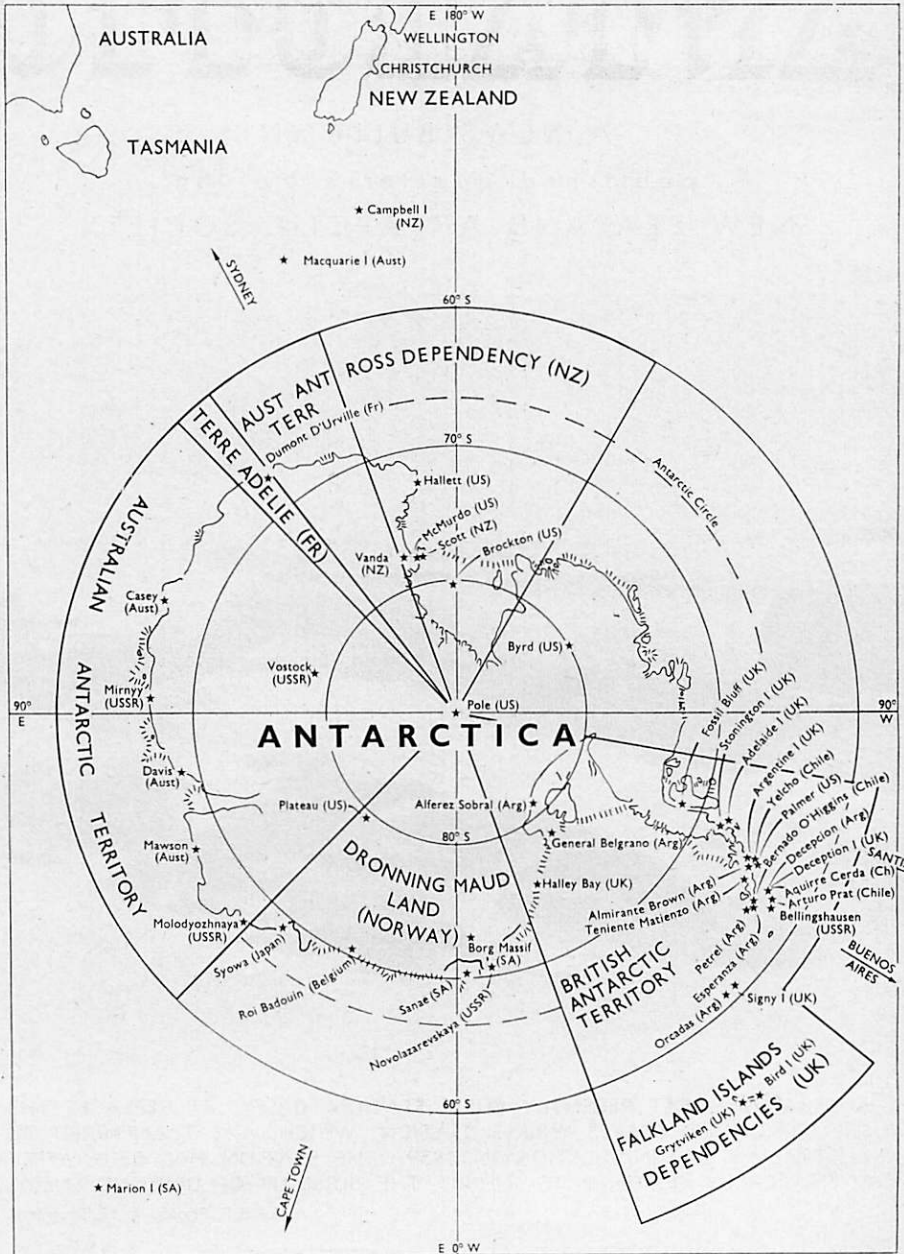 E 180° W
AUSTRALIA
WELLINGTON
CHRISTCHURCH
NEW ZEALAND
TASMANIA
Campbell I
(NZ)
Macquarie I (Aust)
SYDNEY
60° S
ROSS DEPENDENCY (NZ)
AUST ANT
TERR
TERRE ADELIE (FR)
Dumont D'Urville (Fr)
70° S
Antarctic Circle
Hallett (US)
McMurdo (US)
Scott (NZ)
Vanda
(NZ)
Brockton (US)
AUSTRALIAN
ANTARCTIC
TERRITORY
Casey
(Aust)
Byrd (US)
Vostock
(USSR)
Mirnyy
(USSR)
Pole (US)
90°
E
90°
W
ANTARCTICA
Fossil Bluff (UK)
Stonington I (UK)
Adelaide I (UK)
Argentine I (UK)
Yelcho (Chile)
Palmer (US)
Bernado O'Higgins (Chile)
Decepcion (Arg)
Deception I (UK)
SANTI
Aquirre Cerda (Ch)
Arturo Prat (Chile)
Bellingshausen
(USSR)
Davis
(Aust)
Plateau (US)
Alferez Sobral (Arg)
General Belgrano (Arg)
80° S
Mawson
(Aust)
DRONNING MAUD
LAND
(NORWAY)
Halley Bay (UK)
Almirante Brown (Arg)
Teniente Matienzo (Arg)
Molodyozhnaya
(USSR)
Syowa (Japan)
Roi Badouin (Belgium)
Borg Massif
(SA)
Sanae (SA)
Novolazarevskaya (USSR)
BRITISH
ANTARCTIC
TERRITORY
Petrel (Arg)
Esperanza (Arg)
Orcadas (Arg)
Signy I (UK)
BUENOS
AIRES
60° S
FALKLAND ISLANDS
Grytviken (UK)
Bird I (UK)
DEPENDENCIES (UK)
Marion I (SA)
CAPE TOWN
E 0° W